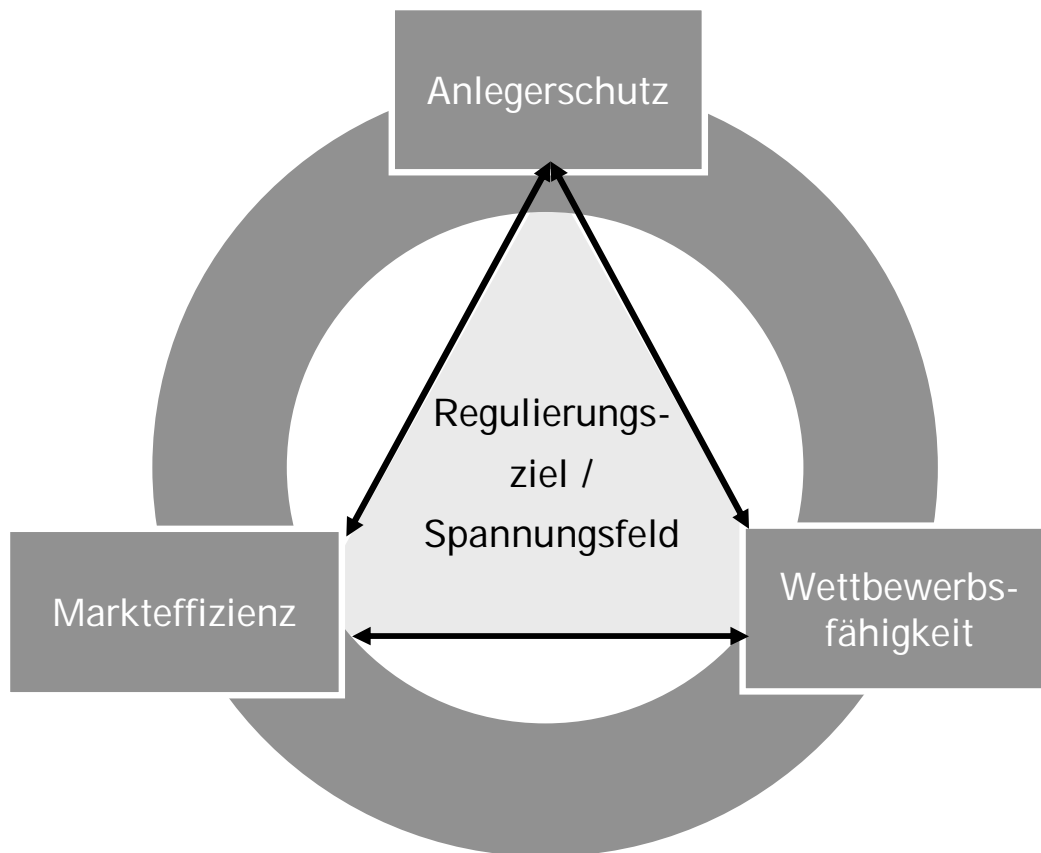 Anlegerschutz
Regulierungs-
ziel /
Spannungsfeld
Markteffizienz
Wettbewerbs-
fähigkeit